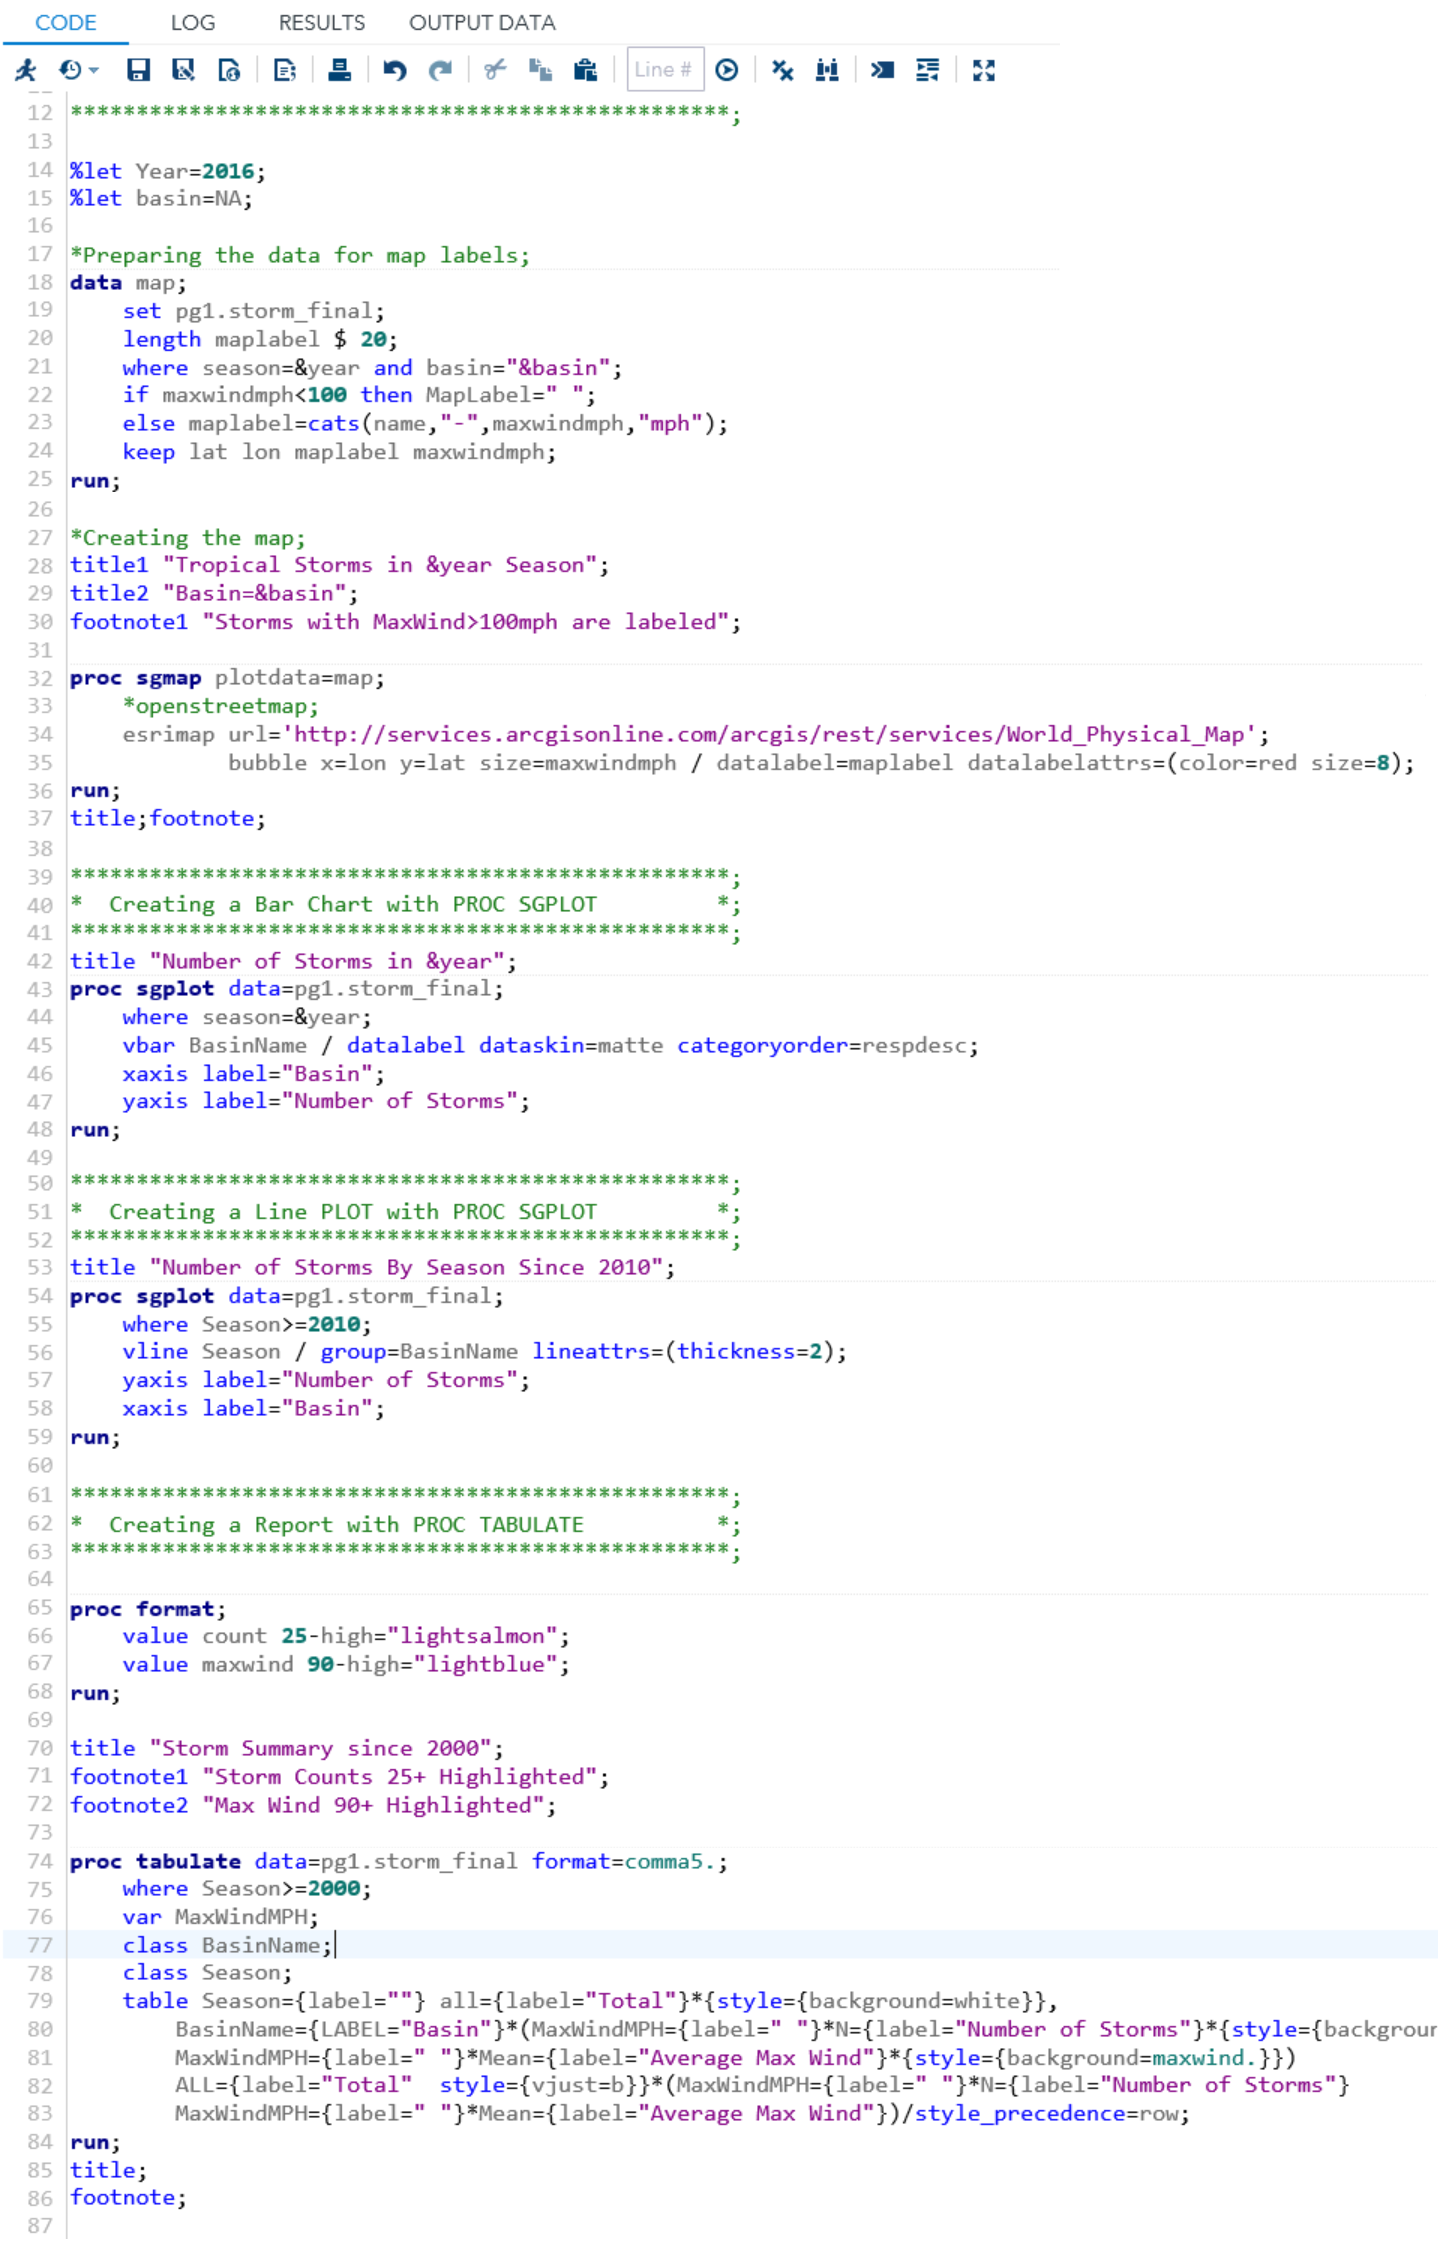 CODE LOG RESULTS OUTPUT DATA
Line #
12 **************************************************;
13
14 %let Year=2016;
15 %let basin=NA;
16
17 *Preparing the data for map labels;
18 data map;
19     set pg1.storm_final;
20     length maplabel $ 20;
21     where season=&year and basin="&basin";
22     if maxwindmph<100 then MapLabel=" ";
23     else maplabel=cats(name,"-",maxwindmph,"mph");
24     keep lat lon maplabel maxwindmph;
25 run;
26
27 *Creating the map;
28 title1 "Tropical Storms in &year Season";
29 title2 "Basin=&basin";
30 footnote1 "Storms with MaxWind>100mph are labeled";
31
32 proc sgmap plotdata=map;
33     *openstreetmap;
34     esrimap url='http://services.arcgisonline.com/arcgis/rest/services/World_Physical_Map';
35             bubble x=lon y=lat size=maxwindmph / datalabel=maplabel datalabelattrs=(color=red size=8);
36 run;
37 title;footnote;
38
39 **************************************************;
40 *  Creating a Bar Chart with PROC SGPLOT         *;
41 **************************************************;
42 title "Number of Storms in &year";
43 proc sgplot data=pg1.storm_final;
44     where season=&year;
45     vbar BasinName / datalabel dataskin=matte categoryorder=respdesc;
46     xaxis label="Basin";
47     yaxis label="Number of Storms";
48 run;
49
50 **************************************************;
51 *  Creating a Line PLOT with PROC SGPLOT         *;
52 **************************************************;
53 title "Number of Storms By Season Since 2010";
54 proc sgplot data=pg1.storm_final;
55     where Season>=2010;
56     vline Season / group=BasinName lineattrs=(thickness=2);
57     yaxis label="Number of Storms";
58     xaxis label="Basin";
59 run;
60
61 **************************************************;
62 *  Creating a Report with PROC TABULATE          *;
63 **************************************************;
64
65 proc format;
66     value count 25-high="lightsalmon";
67     value maxwind 90-high="lightblue";
68 run;
69
70 title "Storm Summary since 2000";
71 footnote1 "Storm Counts 25+ Highlighted";
72 footnote2 "Max Wind 90+ Highlighted";
73
74 proc tabulate data=pg1.storm_final format=comma5.;
75     where Season>=2000;
76     var MaxWindMPH;
77     class BasinName;
78     class Season;
79     table Season={label=""} all={label="Total"}*{style={background=white}},
80         BasinName={LABEL="Basin"}*(MaxWindMPH={label=" "}*N={label="Number of Storms"}*{style={backgrour
81         MaxWindMPH={label=" "}*Mean={label="Average Max Wind"}*{style={background=maxwind.}})
82         ALL={label="Total"  style={vjust=b}}*(MaxWindMPH={label=" "}*N={label="Number of Storms"}
83         MaxWindMPH={label=" "}*Mean={label="Average Max Wind"})/style_precedence=row;
84 run;
85 title;
86 footnote;
87